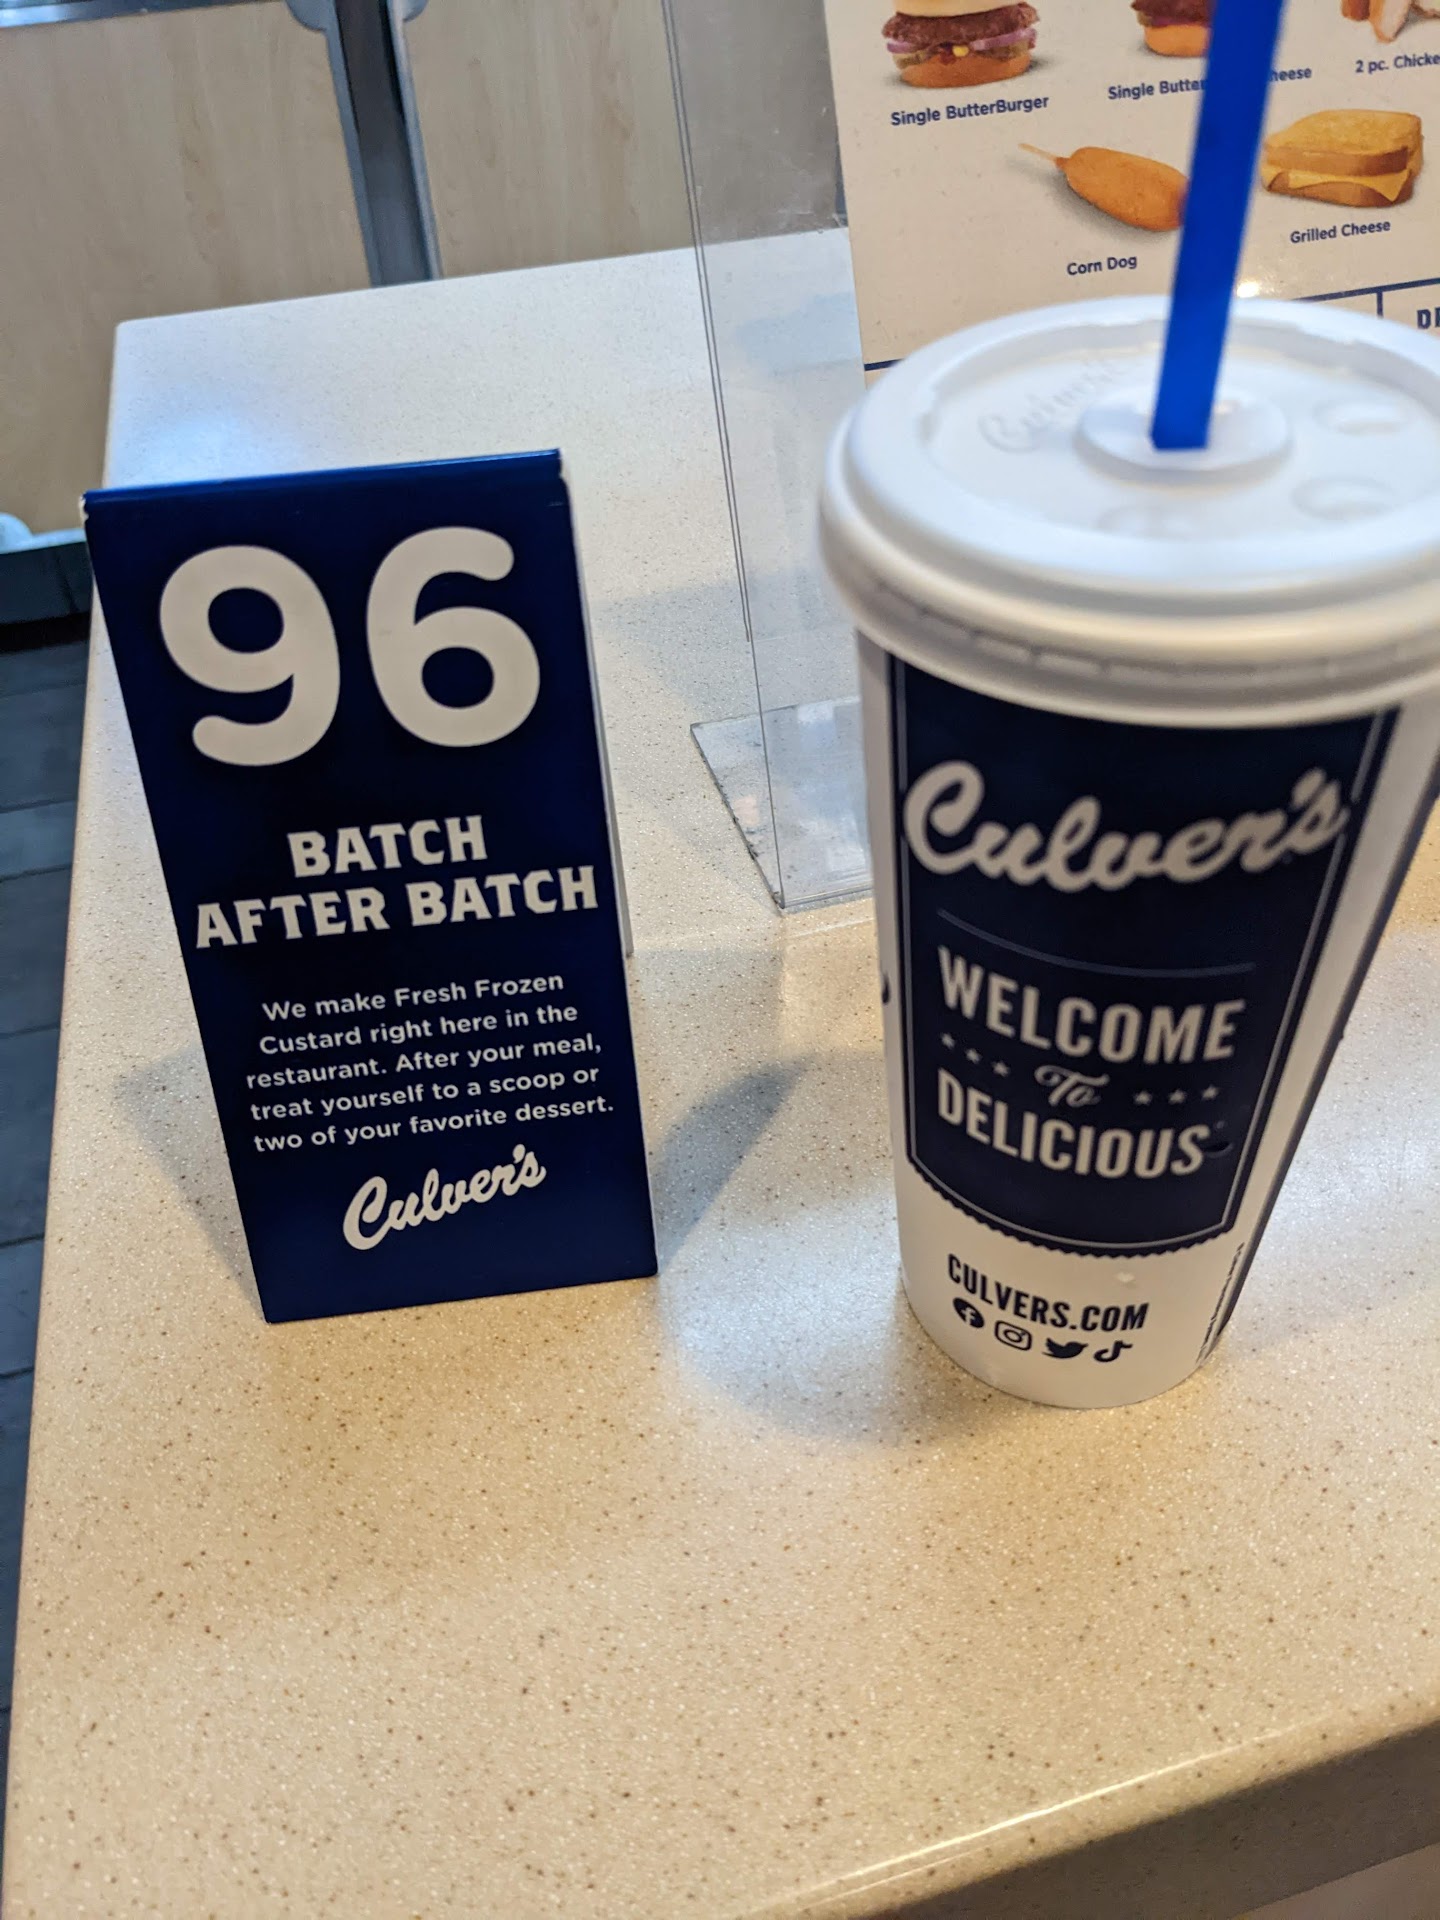 Single ButterBurger
Single Butter
heese
2 pc. Chicke
Corn Dog
Grilled Cheese
96
BATCH
AFTER BATCH
We make Fresh Frozen
Custard right here in the
restaurant. After your meal,
treat yourself to a scoop or
two of your favorite dessert.
Culver's
Culver's
Culver's
WELCOME
To
DELICIOUS
CULVERS.COM